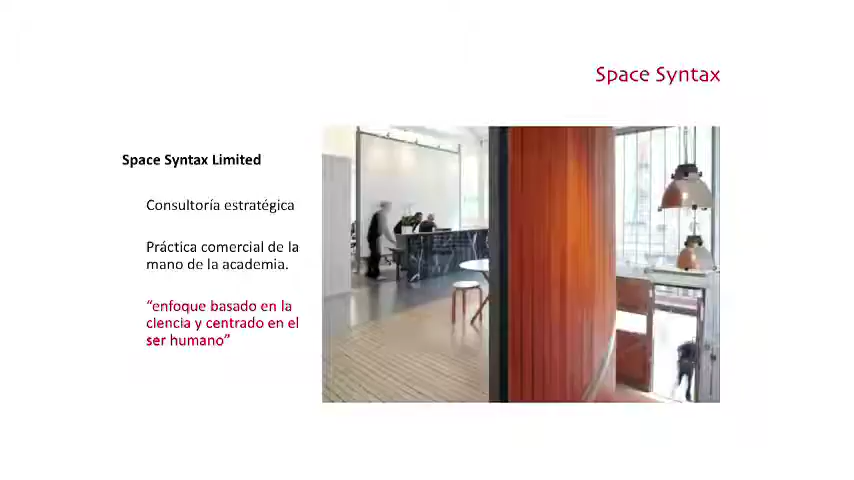 Space Syntax
Space Syntax Limited
Consultoría estratégica
Práctica comercial de la
mano de la academia.
“enfoque basado en la
ciencia y centrado en el
ser humano”